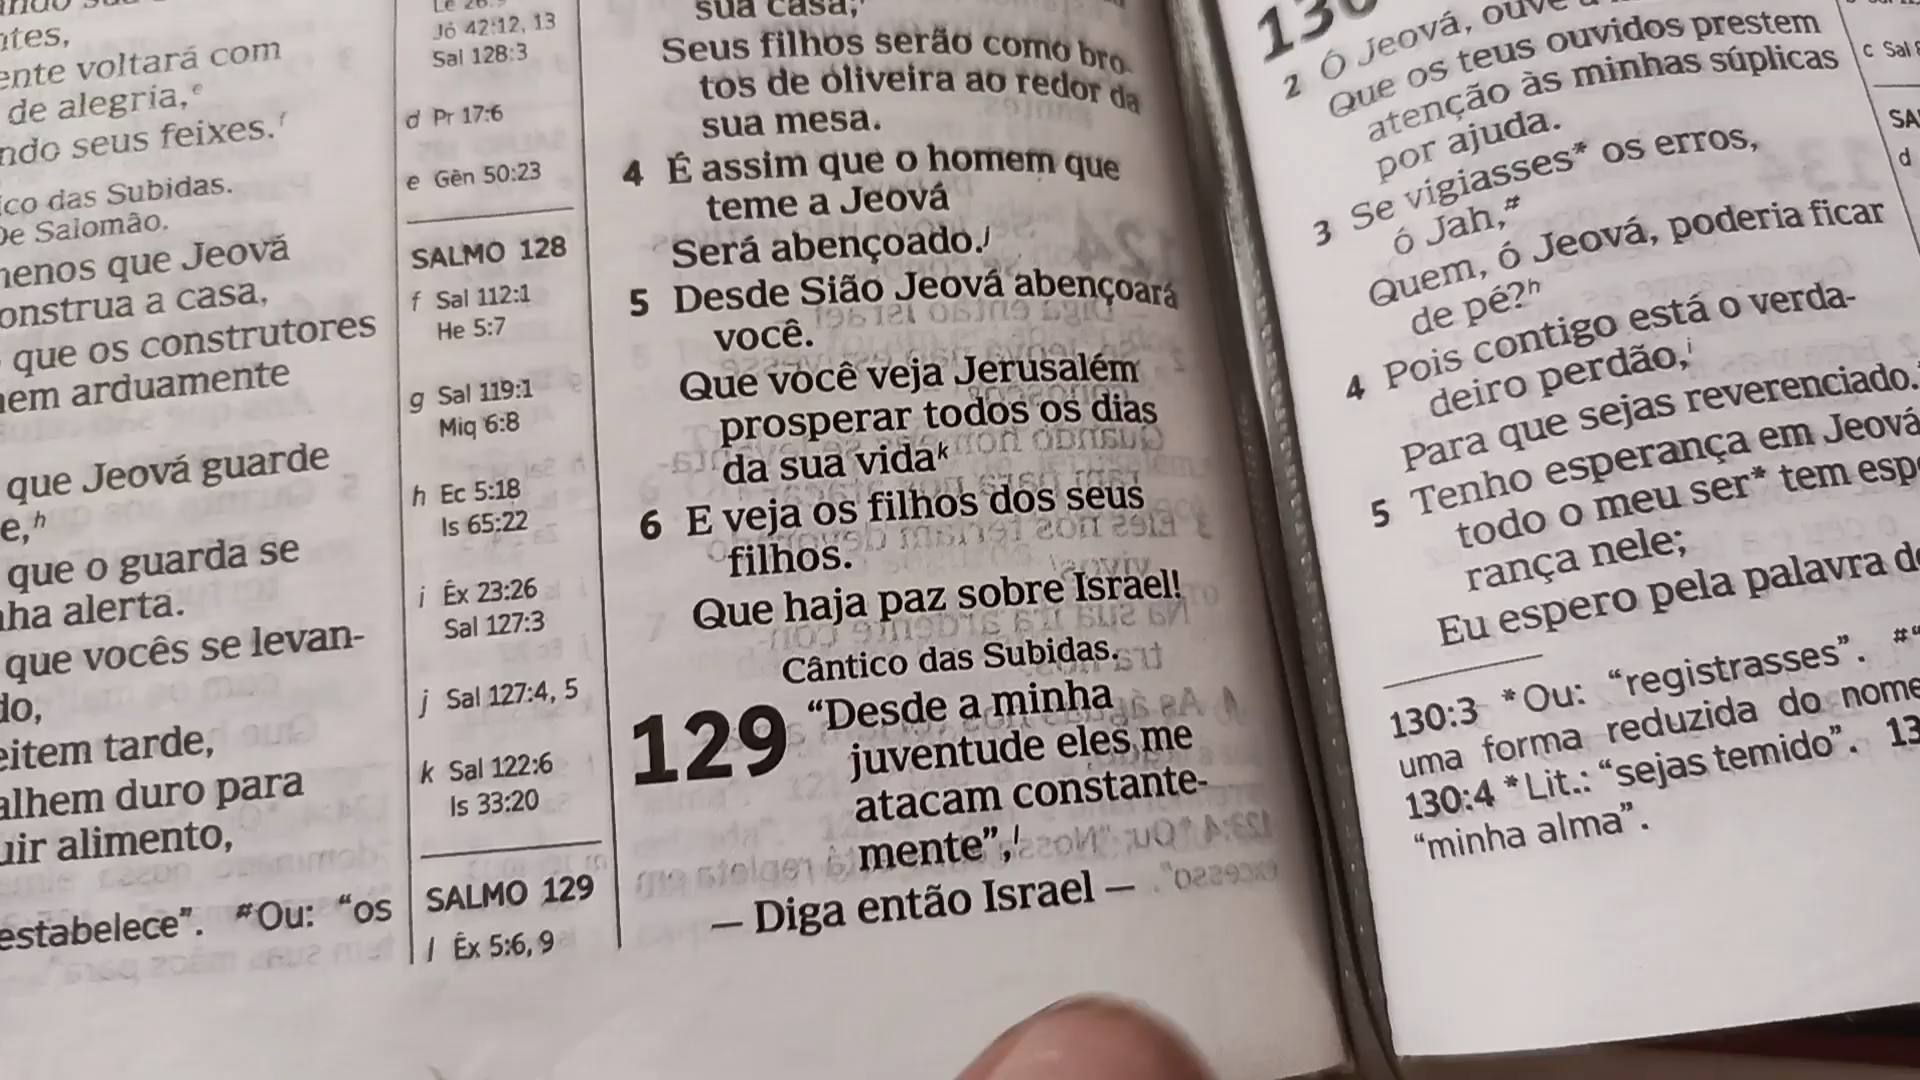 ntes,
ente voltará com
de alegria,e
ndo seus feixes.f
ico das Subidas.
De Salomão.
menos que Jeová
onstrua a casa,
que os construtores
em arduamente
que Jeová guarde
e,h
que o guarda se
ha alerta.
que vocês se levan-
do,
eitem tarde,
alhem duro para
uir alimento,
estabelece”. #Ou: “os
Jó 42:12, 13
Sal 128:3
d Pr 17:6
e Gên 50:23
SALMO 128
f Sal 112:1
He 5:7
g Sal 119:1
Miq 6:8
h Ec 5:18
Is 65:22
i Êx 23:26
Sal 127:3
j Sal 127:4, 5
k Sal 122:6
Is 33:20
SALMO 129
l Êx 5:6, 9
sua casa;
Seus filhos serão como bro-
tos de oliveira ao redor da
sua mesa.
4 É assim que o homem que
teme a Jeová
Será abençoado.j
5 Desde Sião Jeová abençoará
você.
Que você veja Jerusalém
prosperar todos os dias
da sua vidak
6 E veja os filhos dos seus
filhos.
Que haja paz sobre Israel!
Cântico das Subidas.
129 “Desde a minha
juventude eles me
atacam constante-
mente”,l
— Diga então Israel —
130
2 Ó Jeová, ouve a
Que os teus ouvidos prestem
atenção às minhas súplicas
por ajuda.
3 Se vigiasses* os erros,
ó Jah,#
Quem, ó Jeová, poderia ficar
de pé?h
4 Pois contigo está o verda-
deiro perdão,i
Para que sejas reverenciado.
5 Tenho esperança em Jeová
todo o meu ser* tem espe
rança nele;
Eu espero pela palavra de
130:3 *Ou: “registrasses”. #“
uma forma reduzida do nome
130:4 *Lit.: “sejas temido”. 13
“minha alma”.
c Sal 8
SA
d